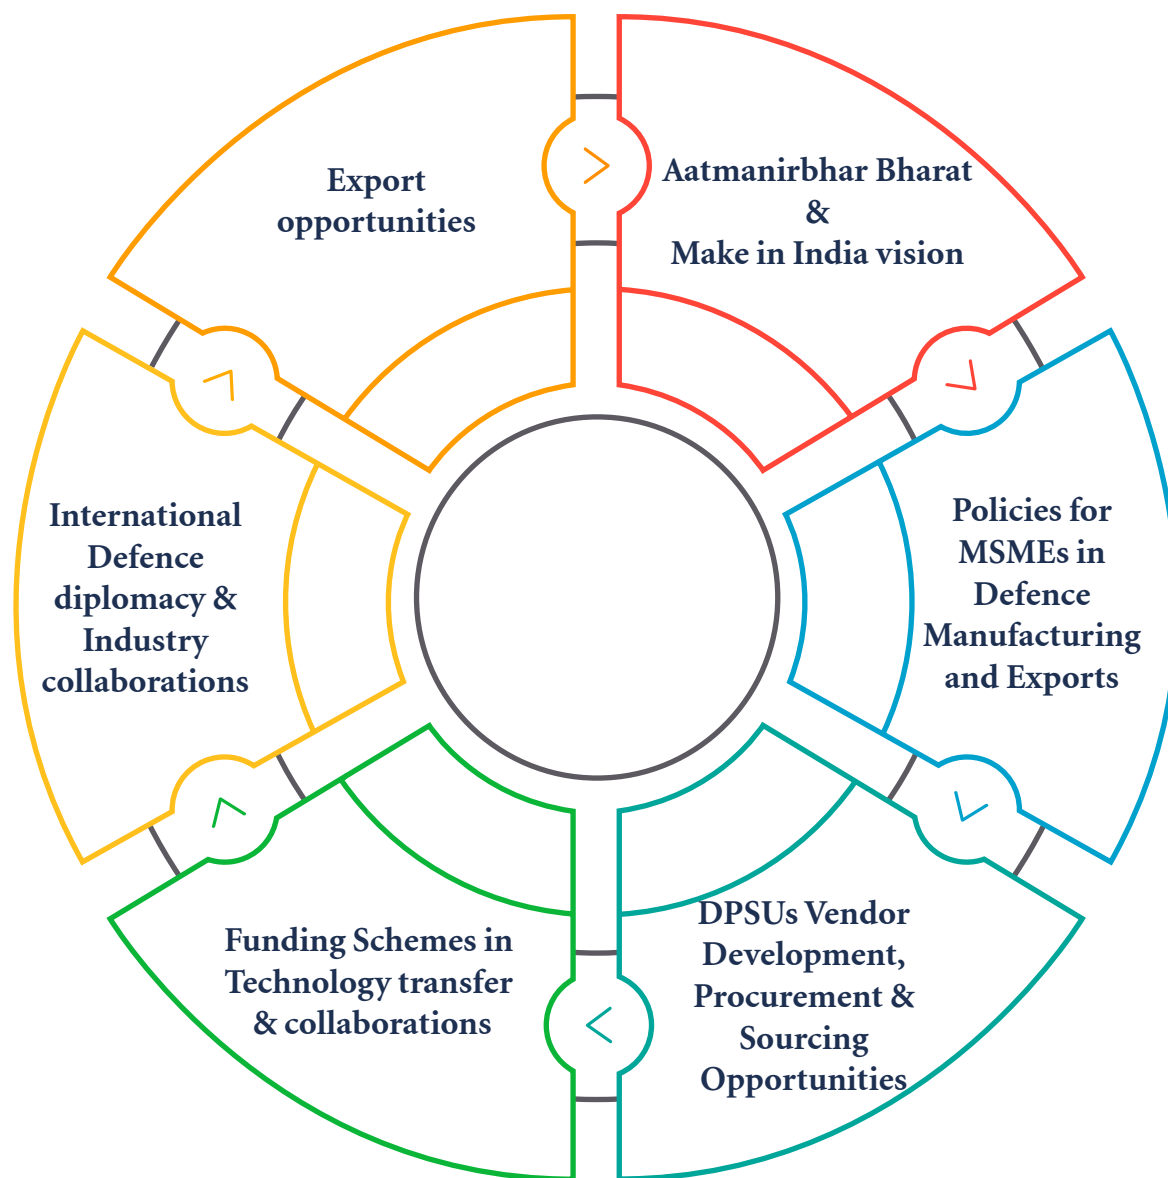 Export
opportunities
Aatmanirbhar Bharat
&
Make in India vision
Policies for
MSMEs in
Defence
Manufacturing
and Exports
DPSUs Vendor
Development,
Procurement &
Sourcing
Opportunities
Funding Schemes in
Technology transfer
& collaborations
International
Defence
diplomacy &
Industry
collaborations